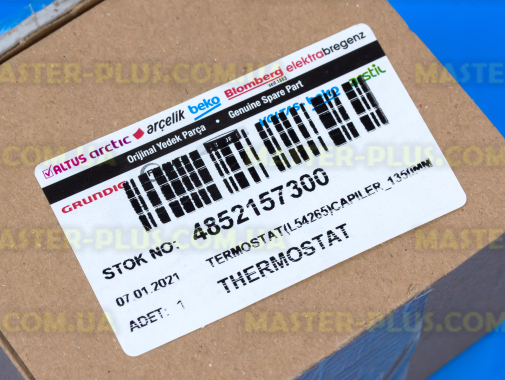 ALTUS arctic arçelik beko Blomberg elektrabregenz
Orijinal Yedek Parça • Genuine Spare Part
GRUNDIG
STOK NO: 4852157300
TERMOSTAT(L54265)CAPILER_1350MM
07.01.2021
THERMOSTAT
ADET: 1
MASTER-PLUS.COM.UA